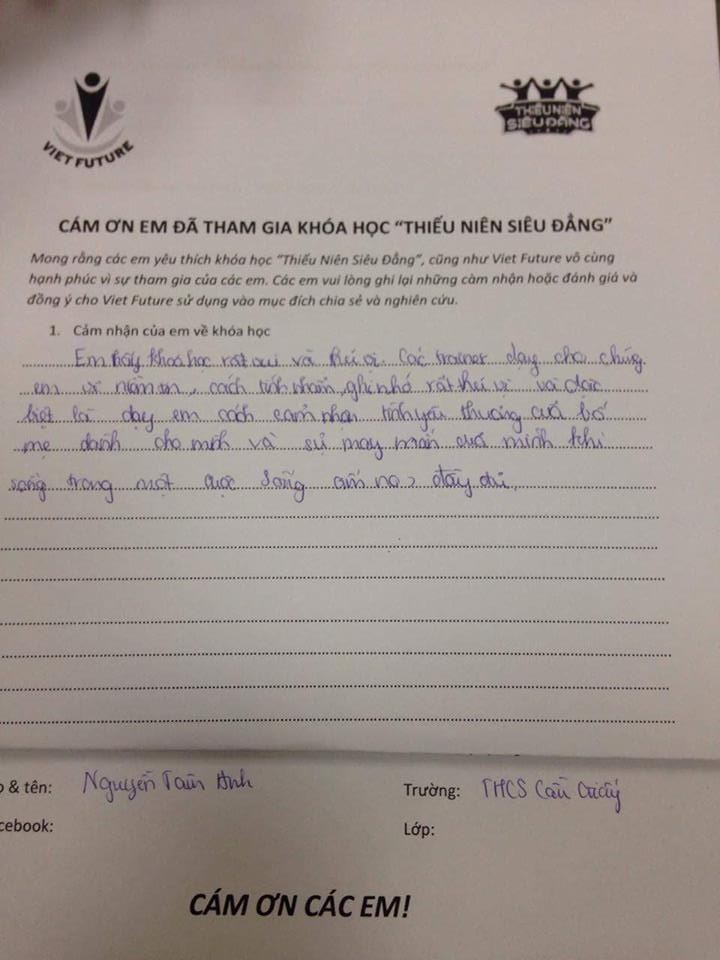 VIET FUTURE
THIẾU NIÊN
SIÊU ĐẲNG
CÁM ƠN EM ĐÃ THAM GIA KHÓA HỌC “THIẾU NIÊN SIÊU ĐẲNG”
Mong rằng các em yêu thích khóa học “Thiếu Niên Siêu Đẳng”, cũng như Viet Future vô cùng
hạnh phúc vì sự tham gia của các em. Các em vui lòng ghi lại những cảm nhận hoặc đánh giá và
đồng ý cho Viet Future sử dụng vào mục đích chia sẻ và nghiên cứu.
1. Cảm nhận của em về khóa học
Em thấy khoá học rất vui và thú vị. Các trainer dạy cho chúng
em về niềm tin, cách tính nhẩm, ghi nhớ rất thú vị và đặc
biệt là dạy em cách cảm nhận tình yêu thương của bố
mẹ dành cho mình và sự may mắn của mình khi
sống trong một cuộc sống ấm no, đầy đủ.
& tên: Nguyễn Anh Trường: THCS Cầu Giấy
cebook: Lớp:
CÁM ƠN CÁC EM!